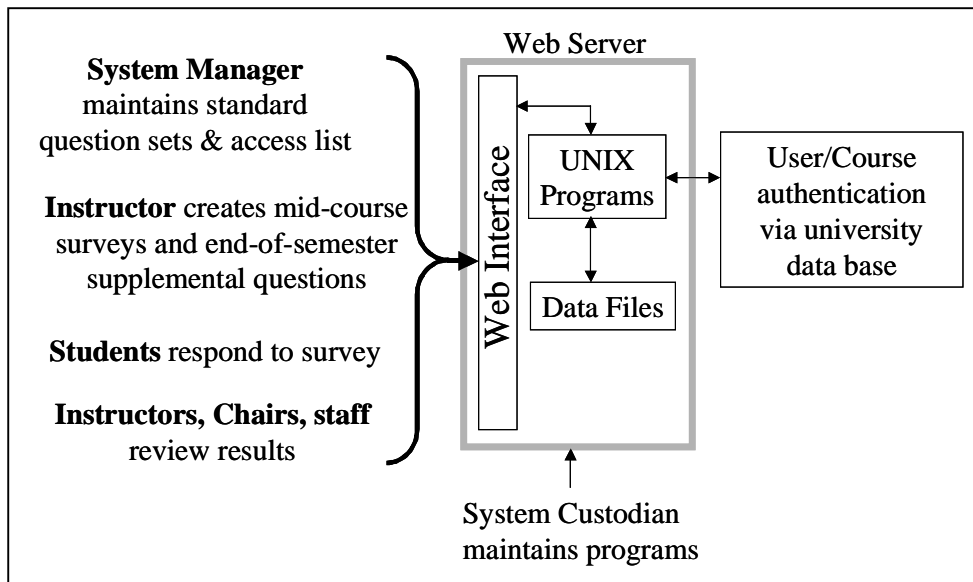 System Manager
maintains standard
question sets & access list
Instructor creates mid-course
surveys and end-of-semester
supplemental questions
Students respond to survey
Instructors, Chairs, staff
review results
Web Server
Web Interface
UNIX
Programs
Data Files
User/Course
authentication
via university
data base
System Custodian
maintains programs